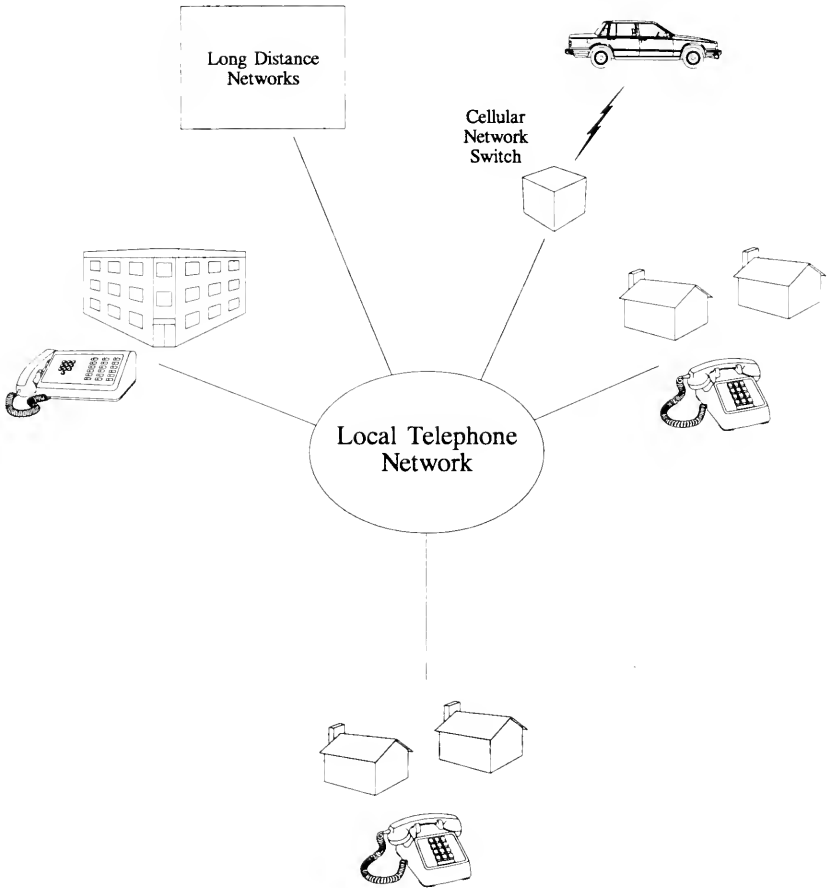 Long Distance
Networks
Cellular
Network
Switch
Local Telephone
Network